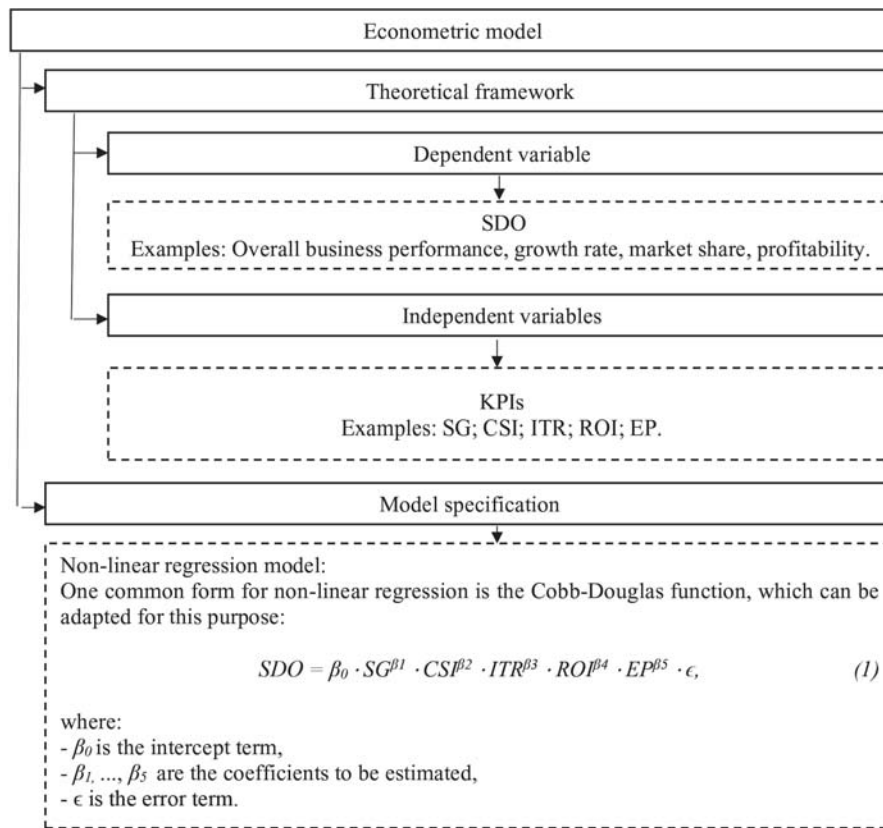 Econometric model
Theoretical framework
Dependent variable
SDO
Examples: Overall business performance, growth rate, market share, profitability.
Independent variables
KPIs
Examples: SG; CSI; ITR; ROI; EP.
Model specification
Non-linear regression model:
One common form for non-linear regression is the Cobb-Douglas function, which can be
adapted for this purpose:
SDO = β₀ · SG^β1 · CSI^β2 · ITR^β3 · ROI^β4 · EP^β5 · ϵ, (1)
where:
- β₀ is the intercept term,
- β₁, ..., β₅ are the coefficients to be estimated,
- ϵ is the error term.